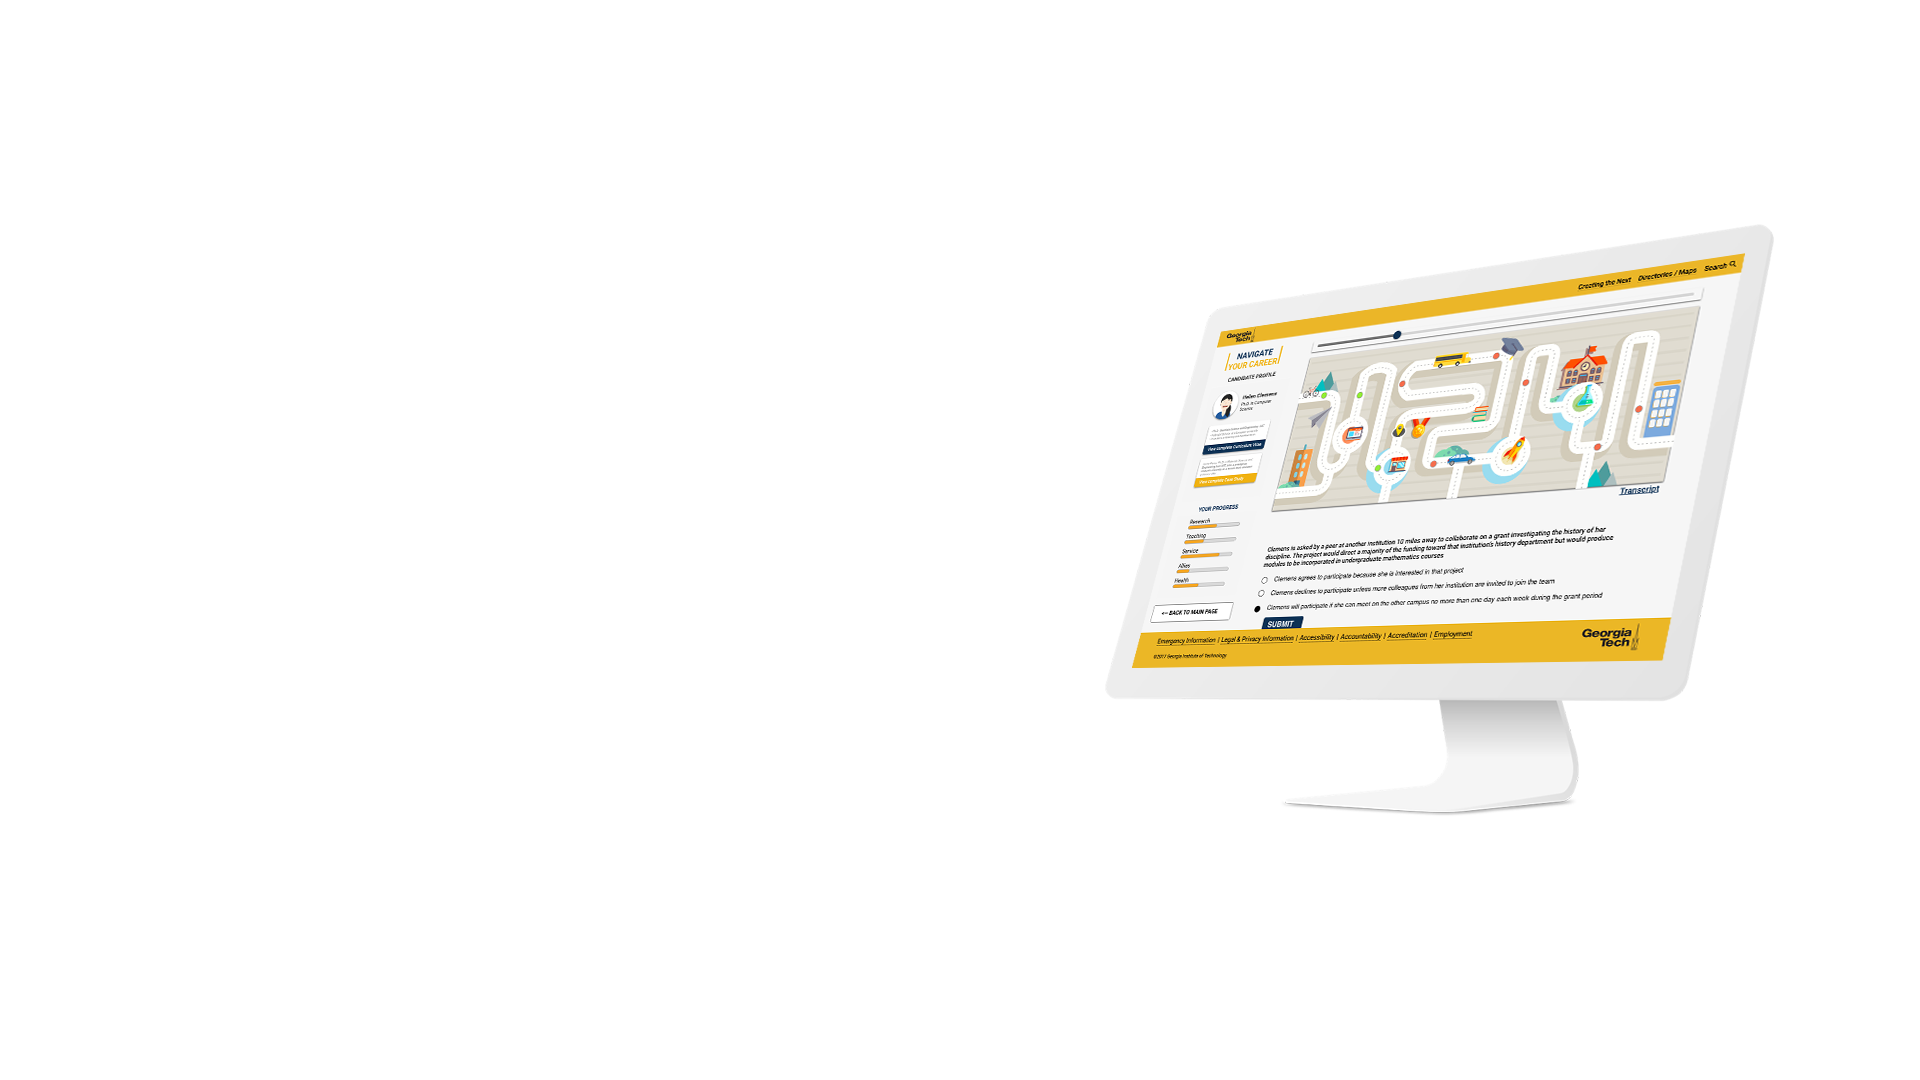 Creating the Next Directories / Maps Search
Georgia
Tech
NAVIGATE
YOUR CAREER
CANDIDATE PROFILE
Helen Clemens
Ph.D. in Computer
Science
View complete Curriculum Vitae
View complete Case Study
YOUR PROGRESS
Research
Teaching
Service
Allies
Health
<-- BACK TO MAIN PAGE
Transcript
Clemens is asked by a peer at another institution 10 miles away to collaborate on a grant investigating the history of her
discipline. The project would direct a majority of the funding toward that institution's history department but would produce
modules to be incorporated in undergraduate mathematics courses
Clemens agrees to participate because she is interested in that project
Clemens declines to participate unless more colleagues from her institution are invited to join the team
Clemens will participate if she can meet on the other campus no more than one day each week during the grant period
SUBMIT
Emergency Information | Legal & Privacy Information | Accessibility | Accountability | Accreditation | Employment
©2017 Georgia Institute of Technology
Georgia
Tech